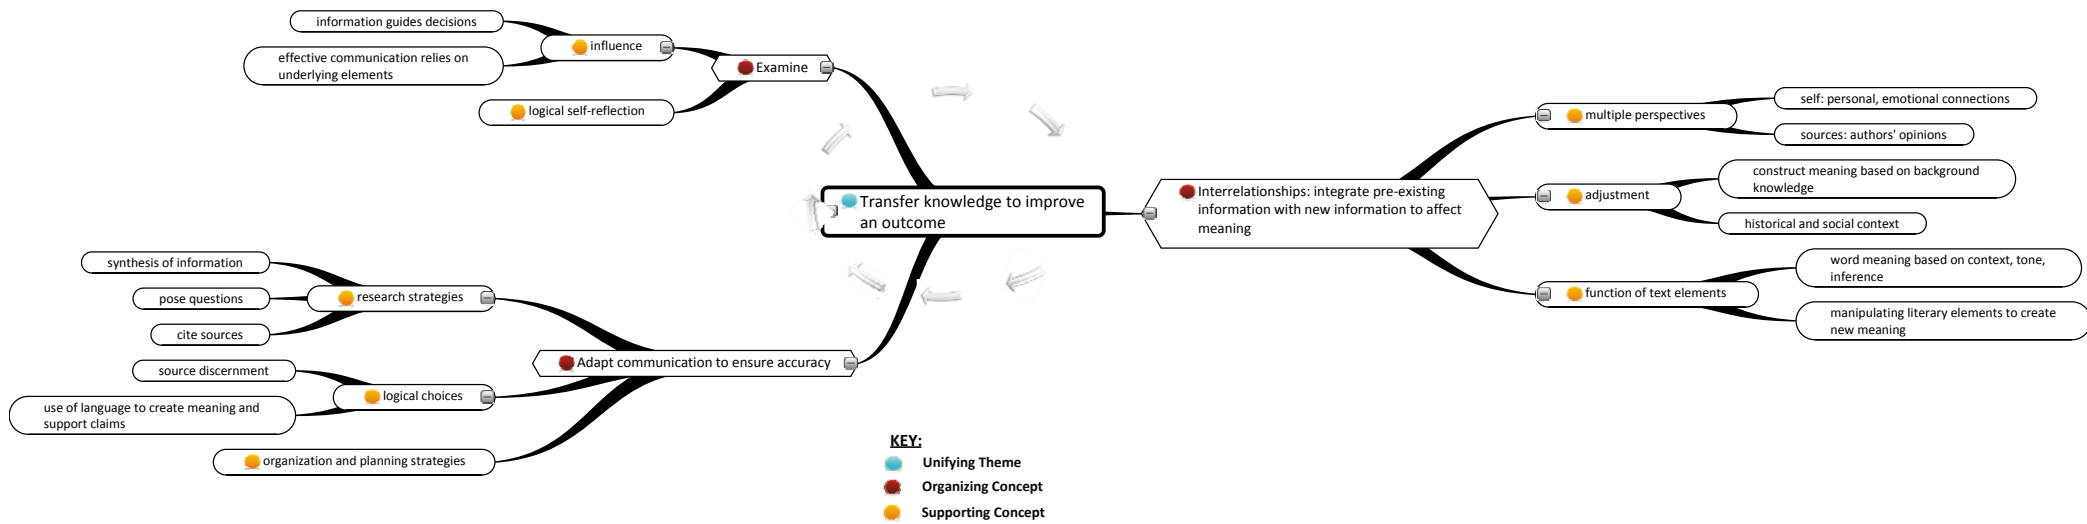 information guides decisions
influence
effective communication relies on
underlying elements
Examine
logical self-reflection
Transfer knowledge to improve
an outcome
Interrelationships: integrate pre-existing
information with new information to affect
meaning
multiple perspectives
self: personal, emotional connections
sources: authors' opinions
adjustment
construct meaning based on background
knowledge
historical and social context
function of text elements
word meaning based on context, tone,
inference
manipulating literary elements to create
new meaning
synthesis of information
pose questions
research strategies
cite sources
Adapt communication to ensure accuracy
source discernment
logical choices
use of language to create meaning and
support claims
organization and planning strategies
KEY:
Unifying Theme
Organizing Concept
Supporting Concept